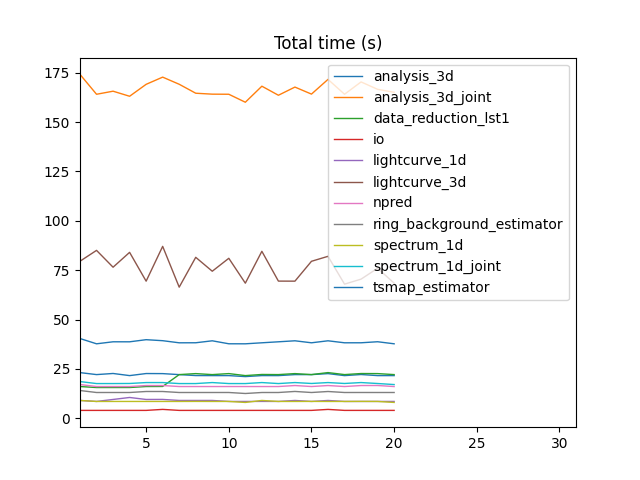 Total time (s)
175
150
125
100
75
50
25
0
5
10
15
20
25
30
analysis_3d
analysis_3d_joint
data_reduction_lst1
io
lightcurve_1d
lightcurve_3d
npred
ring_background_estimator
spectrum_1d
spectrum_1d_joint
tsmap_estimator